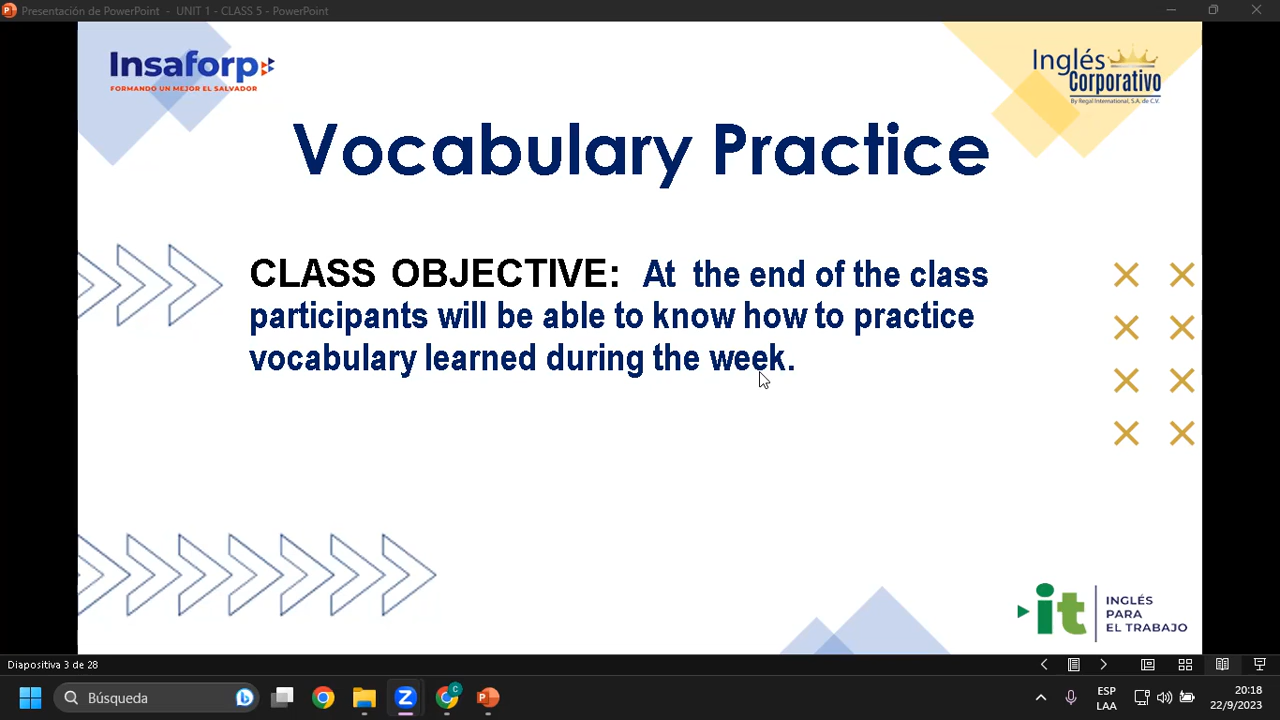 Presentación de PowerPoint - UNIT 1 - CLASS 5 - PowerPoint
Insaforp
FORMANDO UN MEJOR EL SALVADOR
Inglés
Corporativo
By Regal International, S.A. de C.V.
Vocabulary Practice
CLASS OBJECTIVE: At the end of the class
participants will be able to know how to practice
vocabulary learned during the week.
it
INGLÉS
PARA
EL TRABAJO
Diapositiva 3 de 28
Búsqueda
ESP
LAA
20:18
22/9/2023